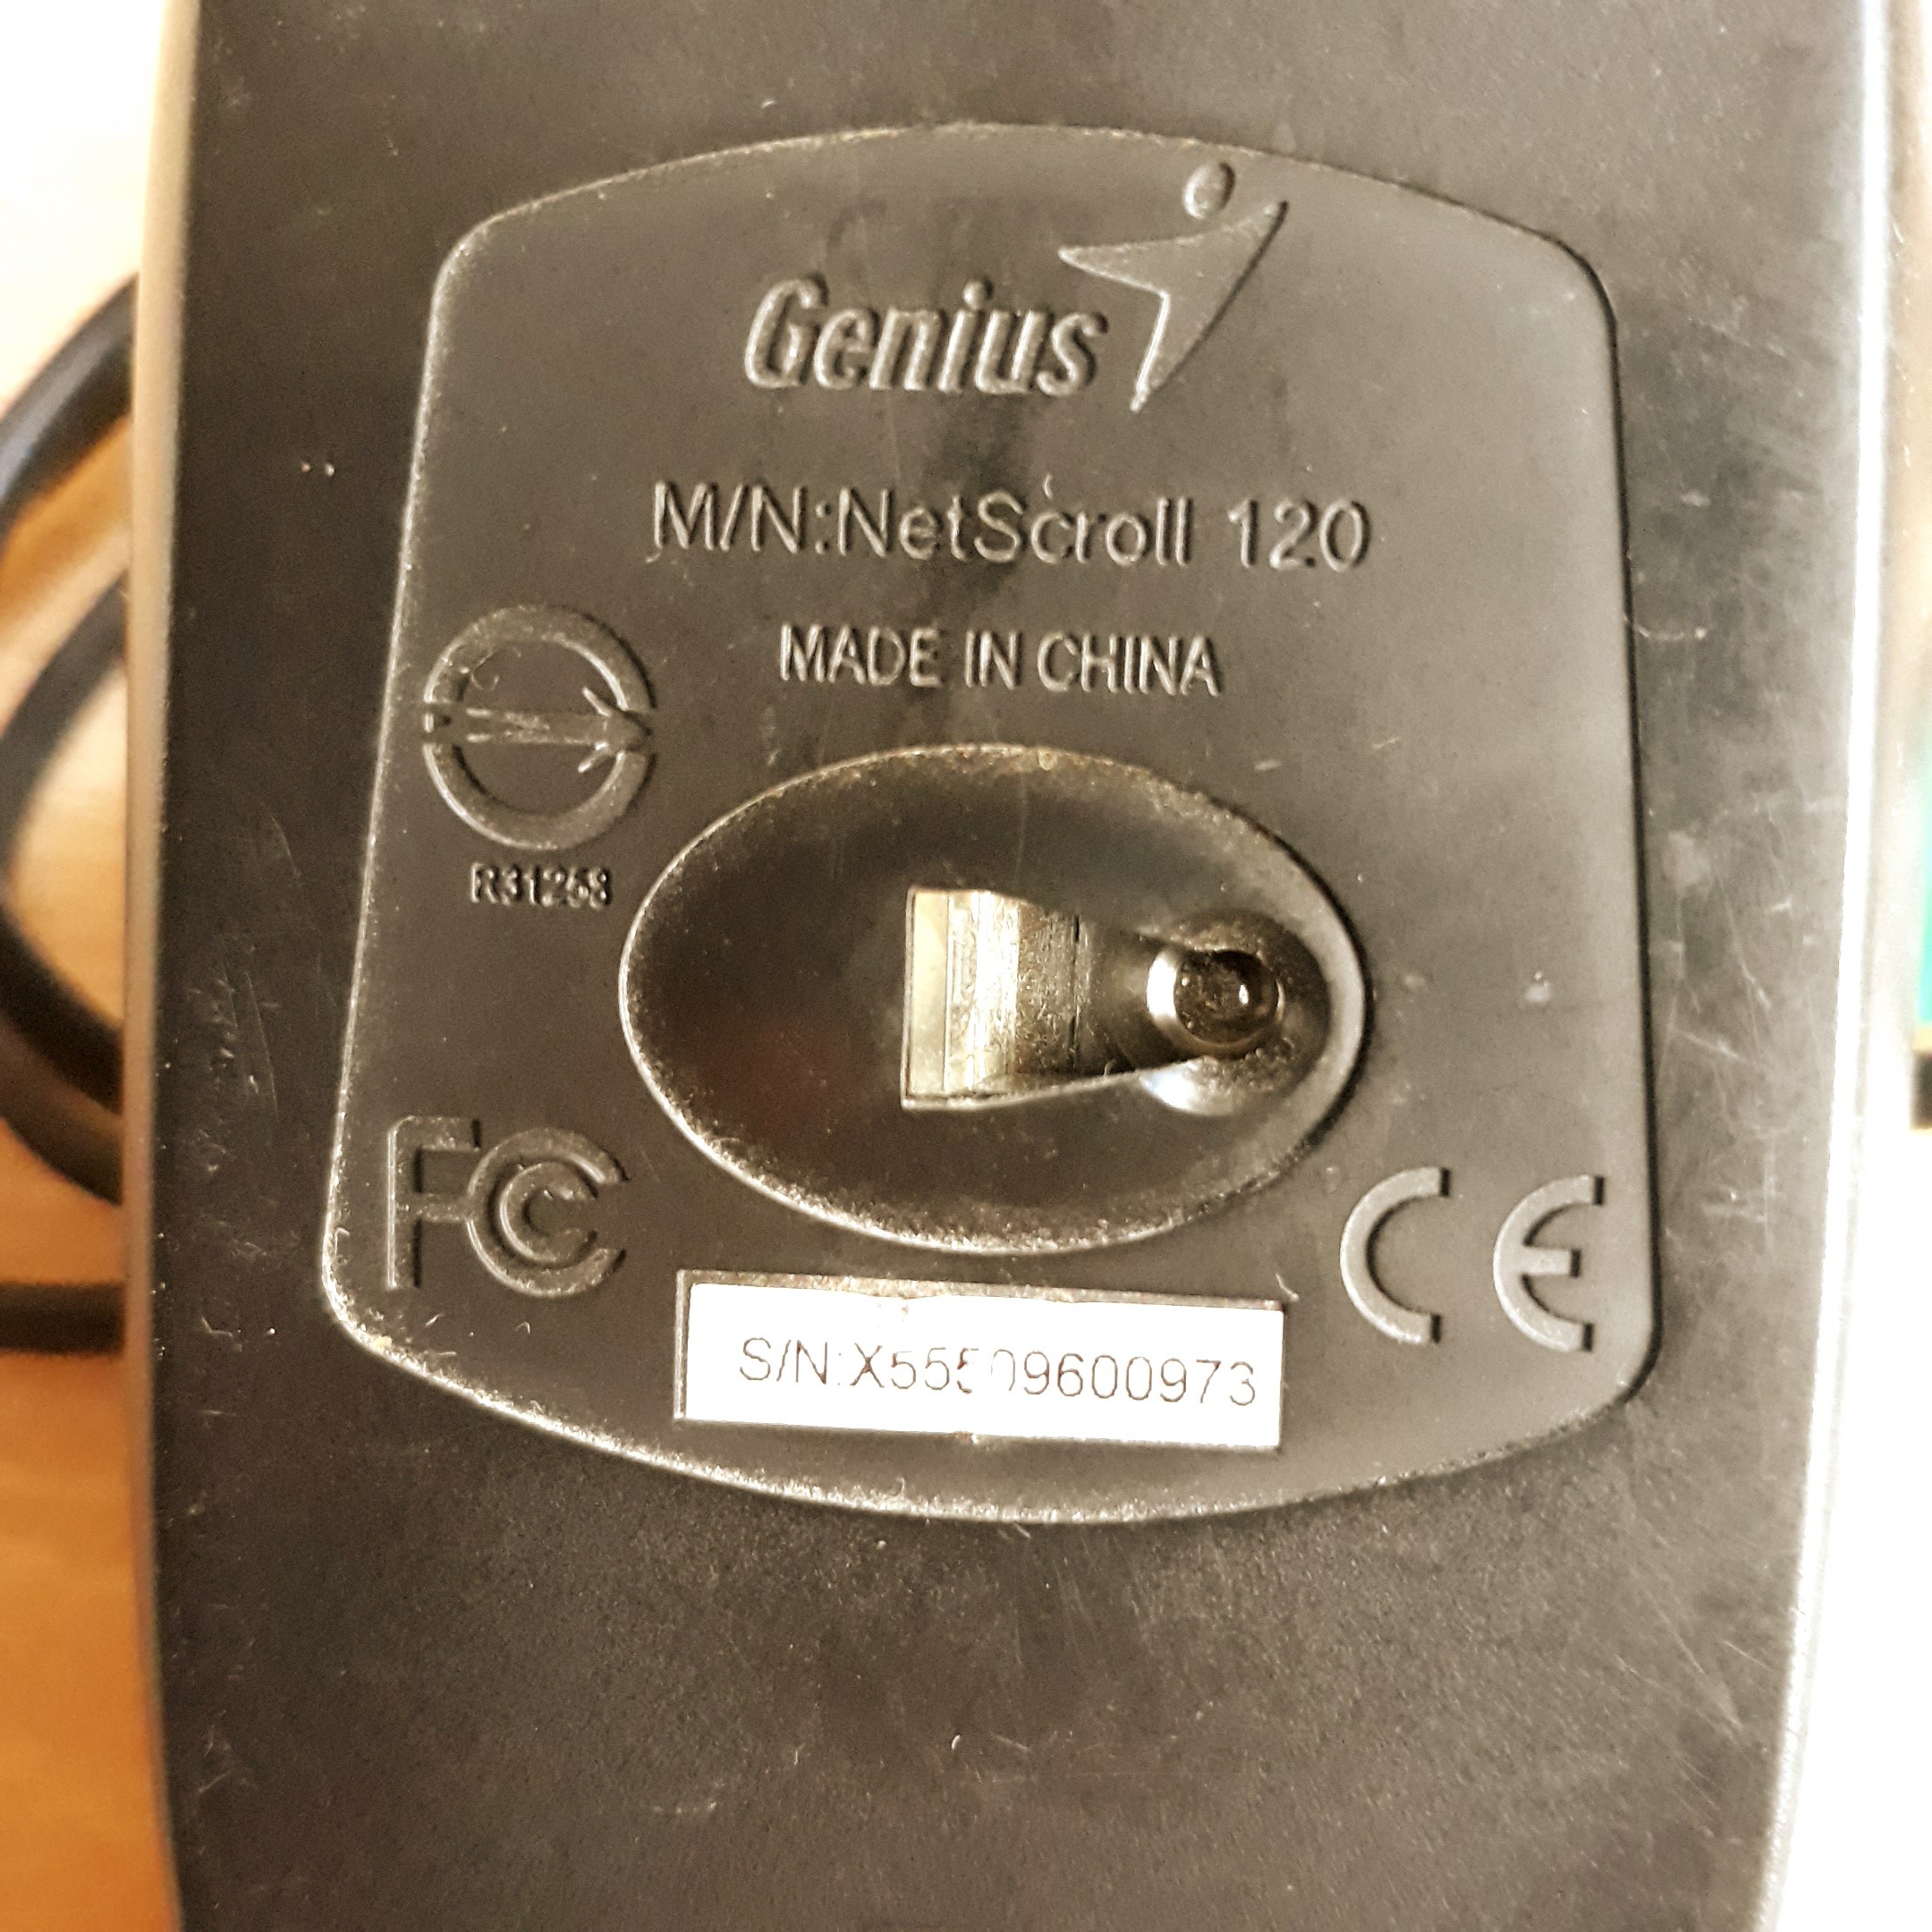 Genius
M/N:NetScroll 120
MADE IN CHINA
R31258
FC
CE
S/N:X55509600973